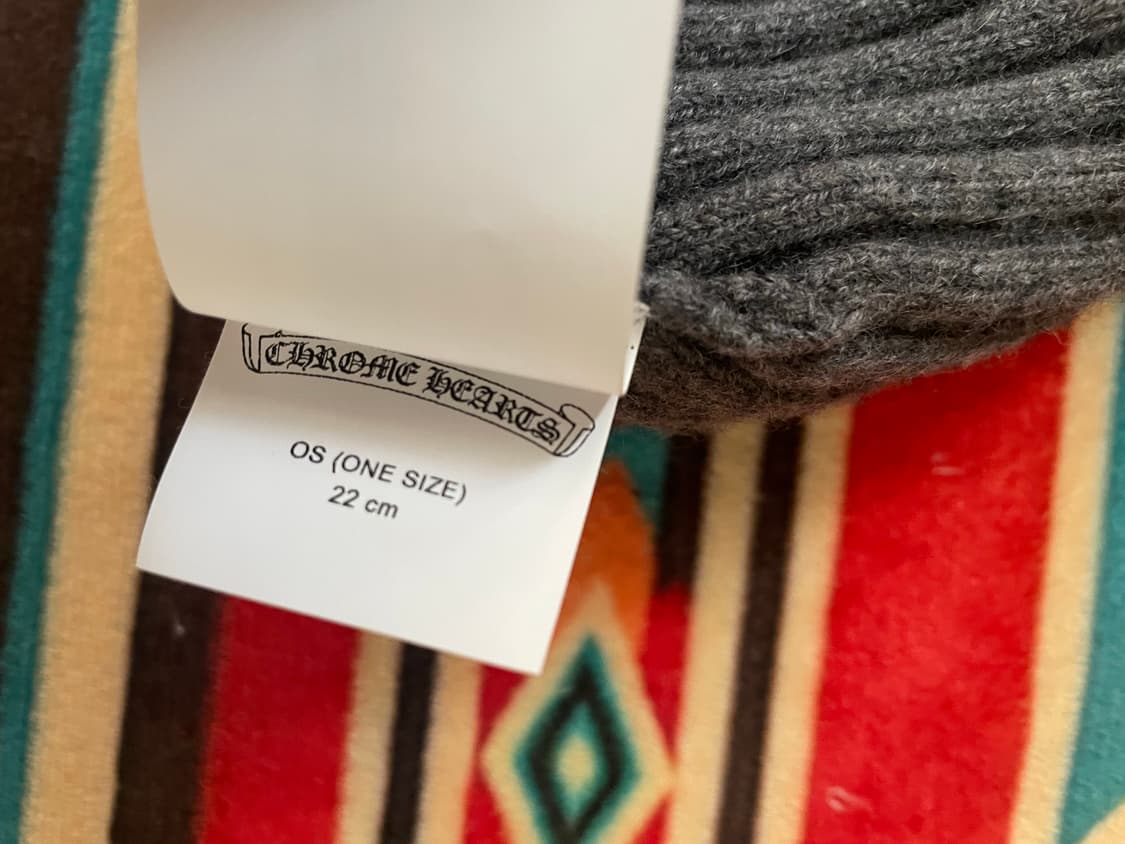 CHROME HEARTS
OS (ONE SIZE)
22 cm